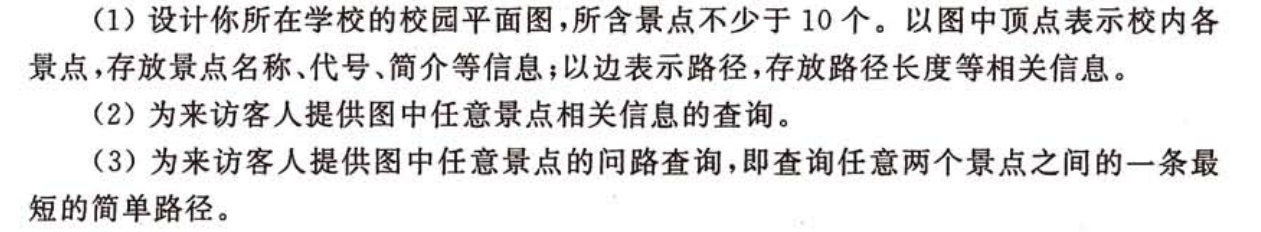 (1) 设计你所在学校的校园平面图,所含景点不少于 10 个。以图中顶点表示校内各
景点,存放景点名称、代号、简介等信息;以边表示路径,存放路径长度等相关信息。
(2) 为来访客人提供图中任意景点相关信息的查询。
(3) 为来访客人提供图中任意景点的问路查询,即查询任意两个景点之间的一条最
短的简单路径。